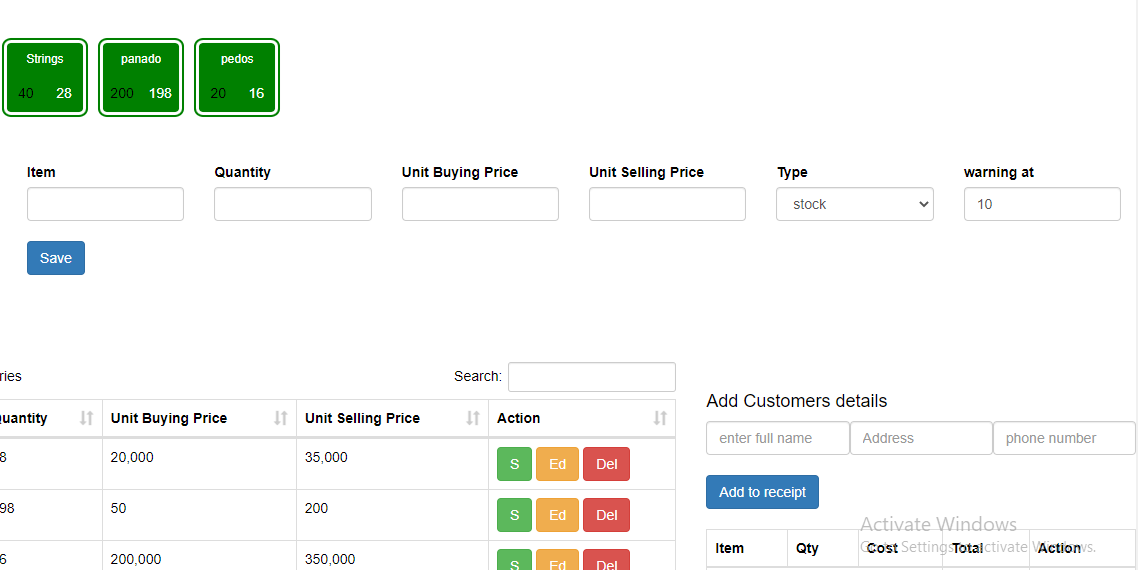 Strings panado pedos
40 28 200 198 20 16
Item Quantity Unit Buying Price Unit Selling Price Type warning at
stock 10
Save
ries Search:
uantity Unit Buying Price Unit Selling Price Action
Add Customers details
enter full name Address phone number
8 20,000 35,000 S Ed Del
Add to receipt
98 50 200 S Ed Del
Activate Windows
Go to Settings to activate Windows.
Item Qty Cost Total Action
6 200,000 350,000 S Ed Del